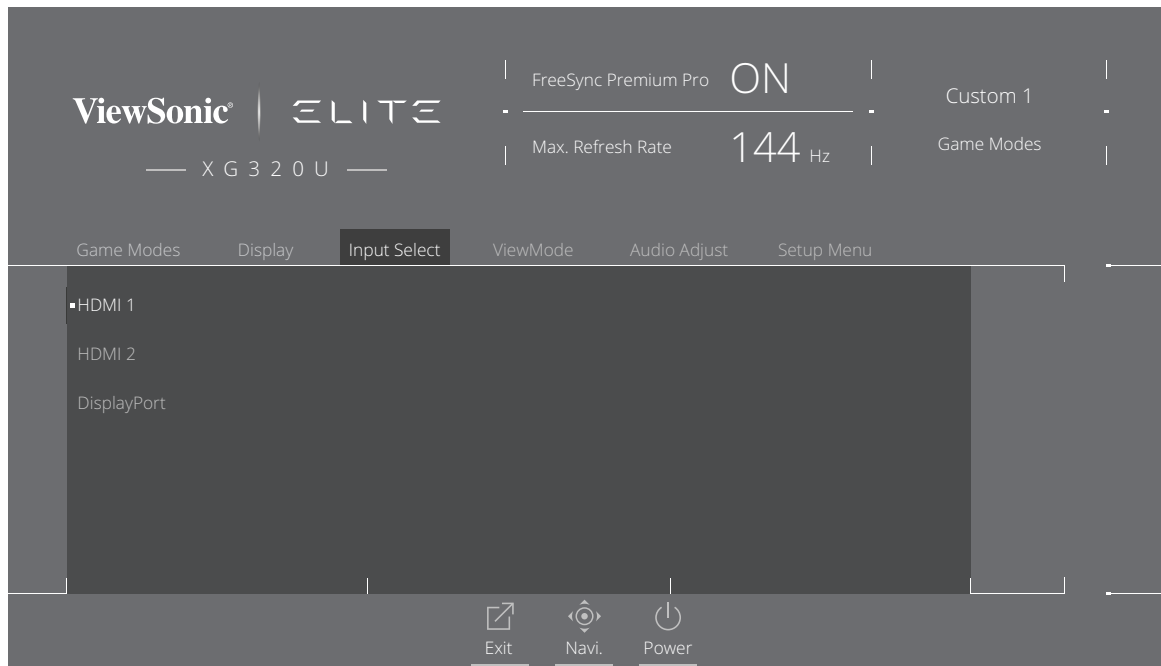 ViewSonic® ELITE
XG320U
FreeSync Premium Pro ON
Max. Refresh Rate 144 Hz
Custom 1
Game Modes
Game Modes Display Input Select ViewMode Audio Adjust Setup Menu
HDMI 1
HDMI 2
DisplayPort
Exit Navi. Power